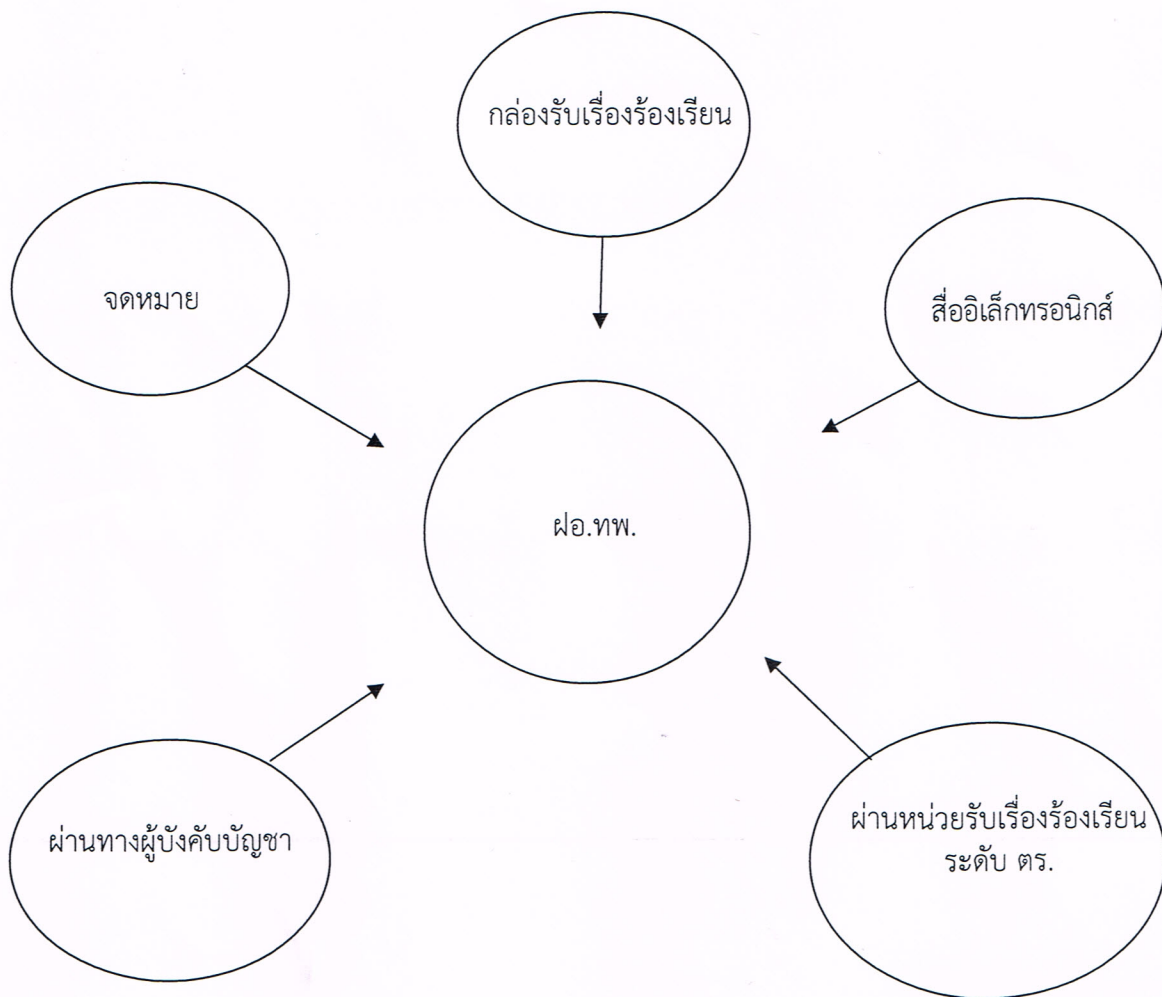 กล่องรับเรื่องร้องเรียน
จดหมาย
สื่ออิเล็กทรอนิกส์
ฝอ.ทพ.
ผ่านทางผู้บังคับบัญชา
ผ่านหน่วยรับเรื่องร้องเรียน
ระดับ ตร.